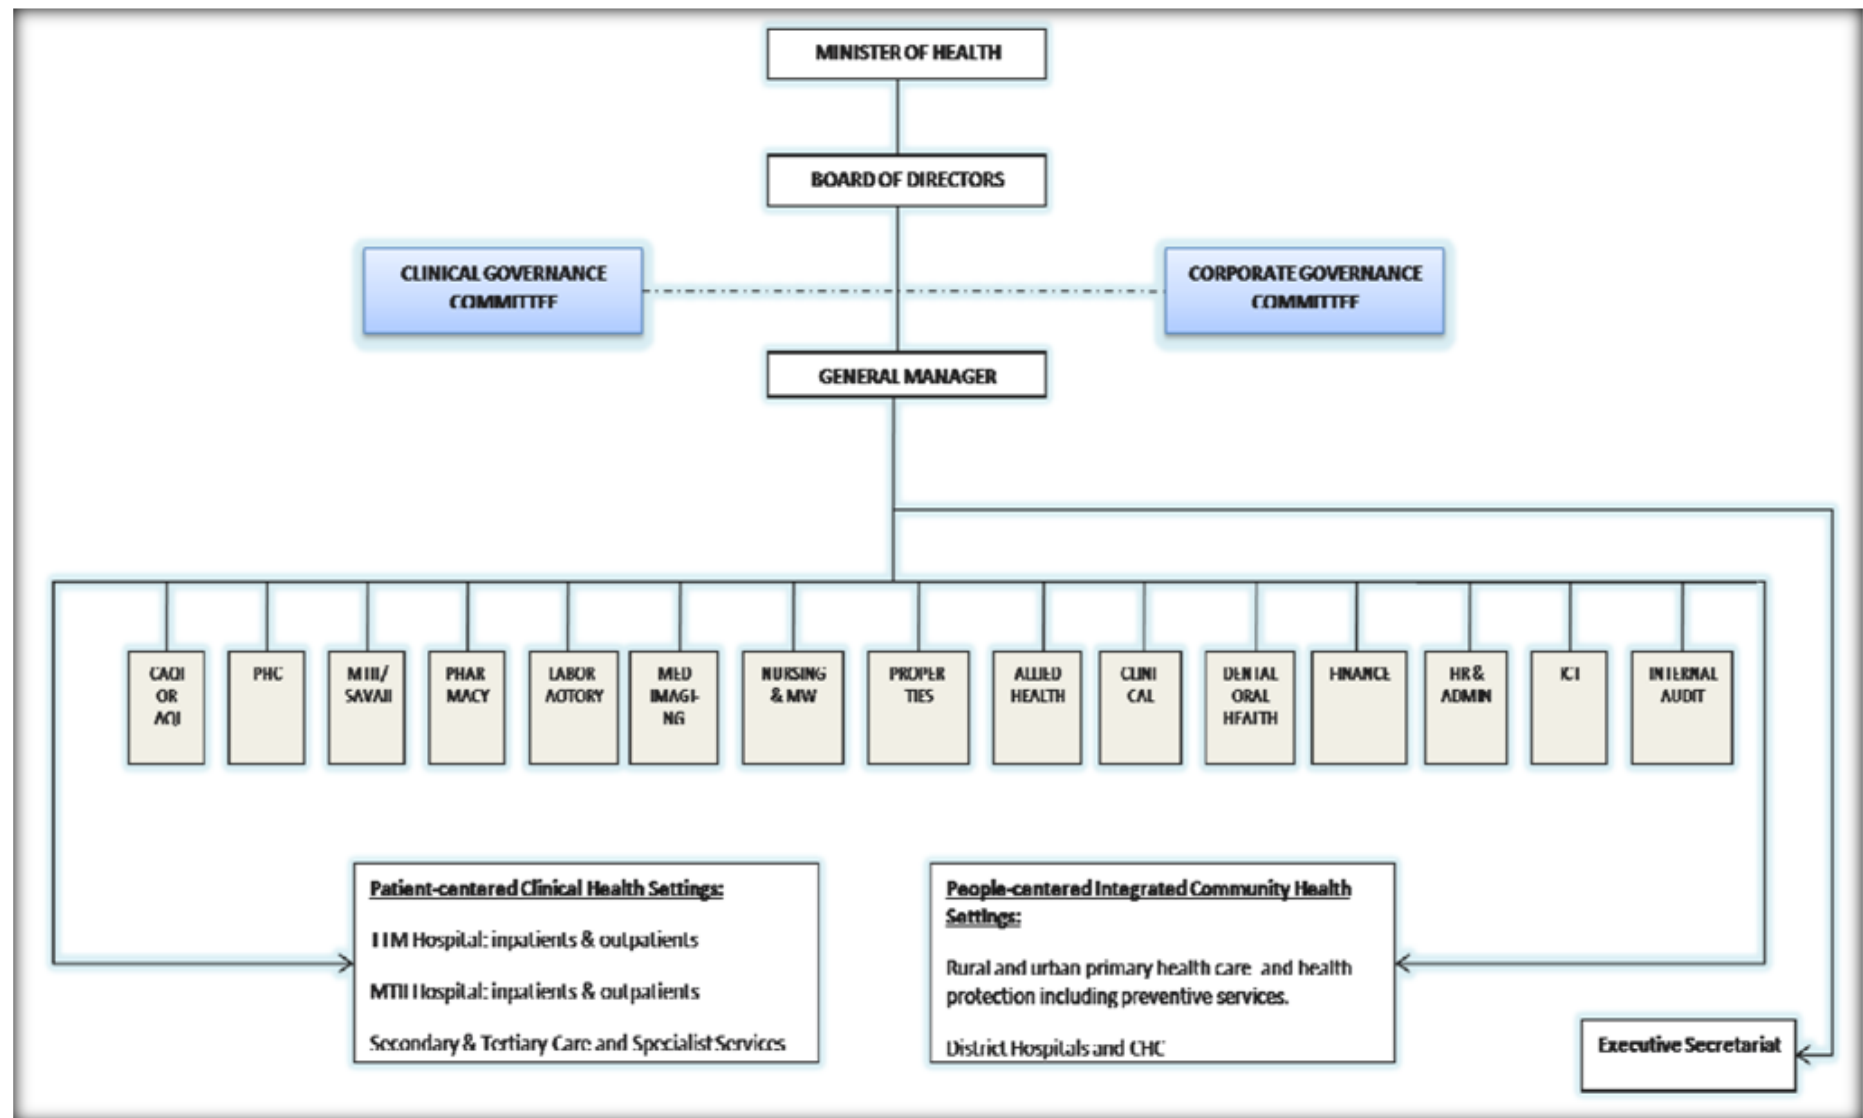 MINISTER OF HEALTH
BOARD OF DIRECTORS
CLINICAL GOVERNANCE
COMMITTEE
CORPORATE GOVERNANCE
COMMITTEE
GENERAL MANAGER
CAQI
OR
AQI
PHC
MTII/
SAVAII
PHAR
MACY
LABOR
AOTORY
MED
IMAGI-
NG
NURSING
& MW
PROPER
TIES
ALLIED
HEALTH
CLINI
CAL
DENTAL
ORAL
HEALTH
FINANCE
HR &
ADMIN
ICT
INTERNAL
AUDIT
Patient-centered Clinical Health Settings:
TTM Hospital: inpatients & outpatients
MTII Hospital: inpatients & outpatients
Secondary & Tertiary Care and Specialist Services
People-centered Integrated Community Health
Settings:
Rural and urban primary health care and health
protection including preventive services.
District Hospitals and CHC
Executive Secretariat